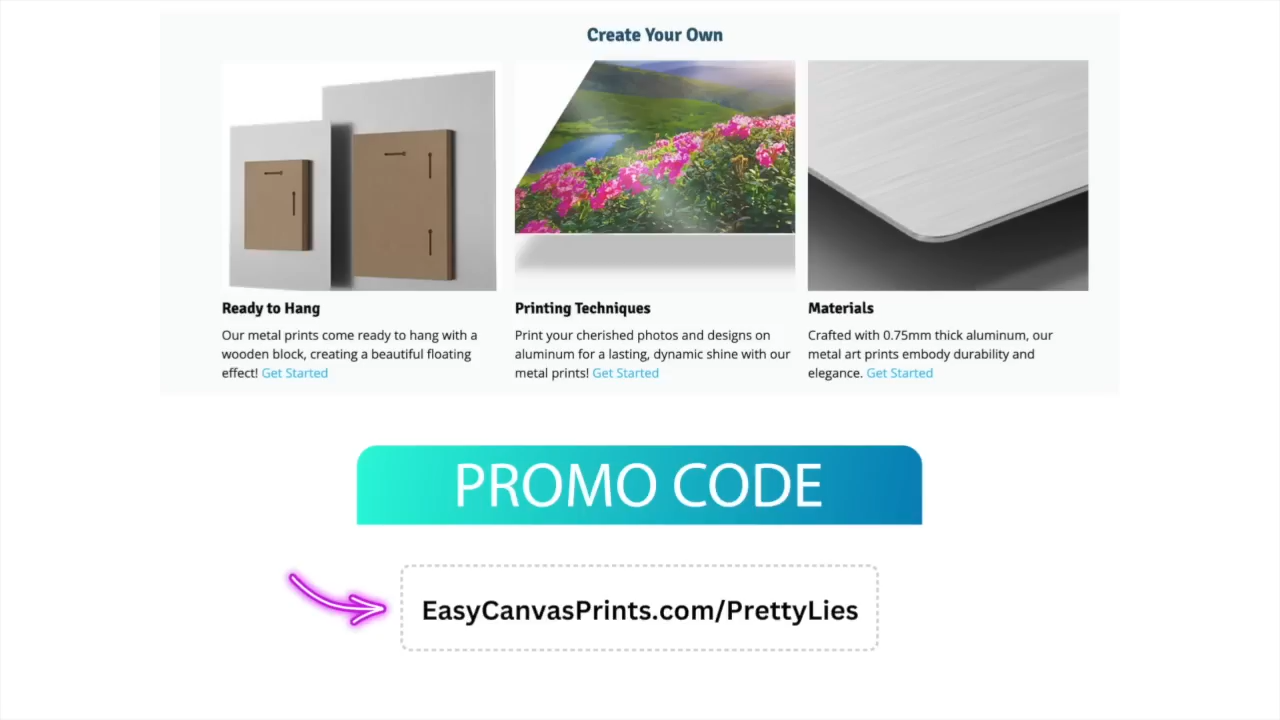 Create Your Own
Ready to Hang
Our metal prints come ready to hang with a
wooden block, creating a beautiful floating
effect! Get Started
Printing Techniques
Print your cherished photos and designs on
aluminum for a lasting, dynamic shine with our
metal prints! Get Started
Materials
Crafted with 0.75mm thick aluminum, our
metal art prints embody durability and
elegance. Get Started
PROMO CODE
EasyCanvasPrints.com/PrettyLies